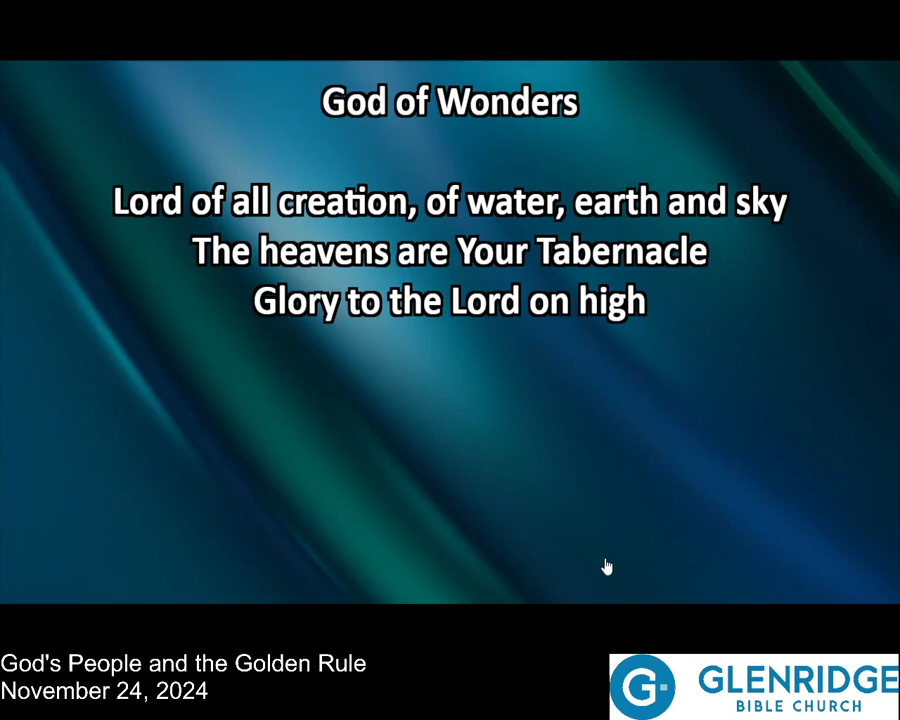 God of Wonders
Lord of all creation, of water, earth and sky
The heavens are Your Tabernacle
Glory to the Lord on high
God's People and the Golden Rule
November 24, 2024
G
GLENRIDGE
BIBLE CHURCH